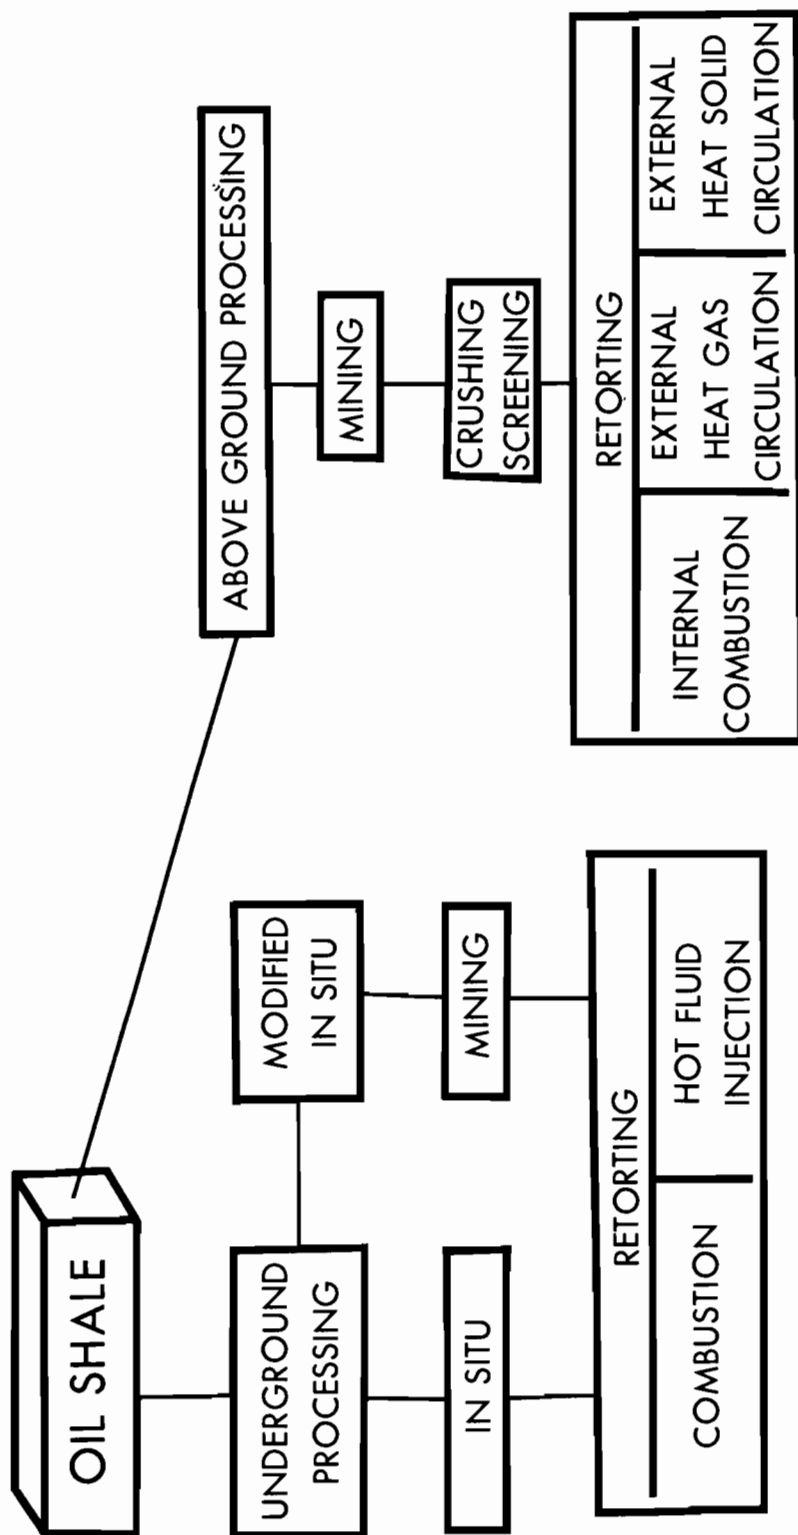 OIL SHALE
ABOVE GROUND PROCESSING
UNDERGROUND
PROCESSING
MODIFIED
IN SITU
MINING
IN SITU
MINING
CRUSHING
SCREENING
RETORTING
COMBUSTION
HOT FLUID
INJECTION
RETORTING
INTERNAL
COMBUSTION
EXTERNAL
HEAT GAS
CIRCULATION
EXTERNAL
HEAT SOLID
CIRCULATION